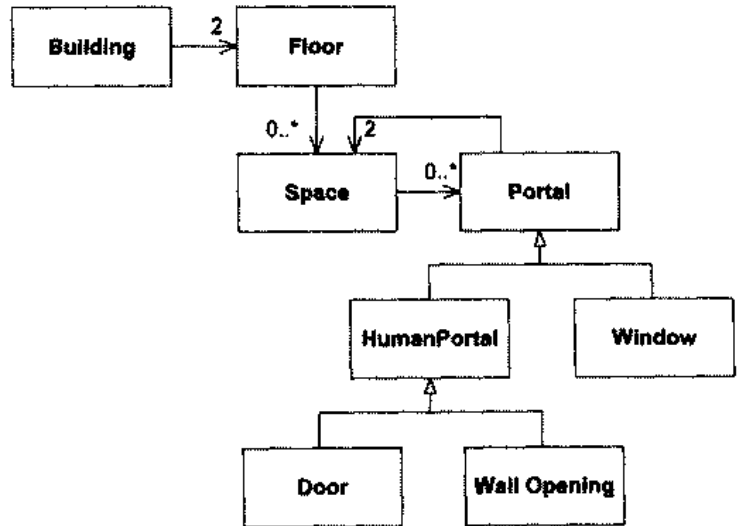 Building
2
Floor
0..*
2
Space
0..*
Portal
HumanPortal
Window
Door
Wall Opening